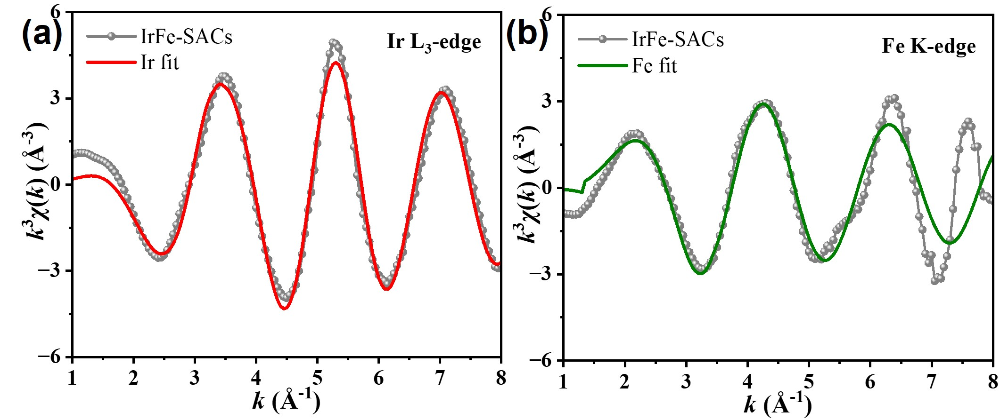 (a)
IrFe-SACs
Ir fit
Ir L₃-edge
6
3
0
−3
−6
k³χ(k) (Å⁻³)
1 2 3 4 5 6 7 8
k (Å⁻¹)
(b)
IrFe-SACs
Fe fit
Fe K-edge
6
3
0
−3
−6
k³χ(k) (Å⁻³)
1 2 3 4 5 6 7 8
k (Å⁻¹)